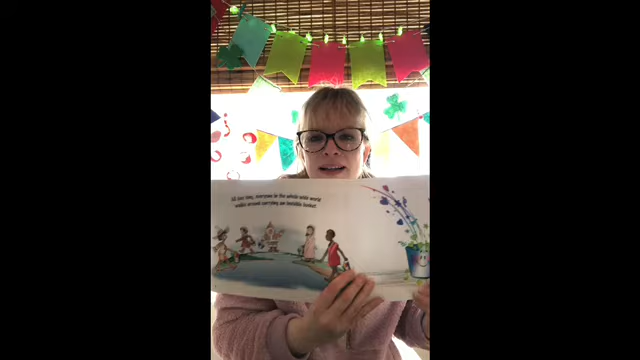 All day long, everyone in the whole wide world
walks around carrying an invisible bucket.